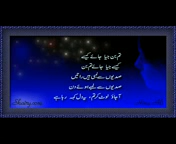 تم بن جیا جائے کیسے
کیسے جیا جائے تم بن
صدیوں سے لمبی ہیں راتیں
صدیوں سے لمبے ہوئے دن
آجاؤ لوٹ کر تم ، یہ دل کہہ رہا ہے